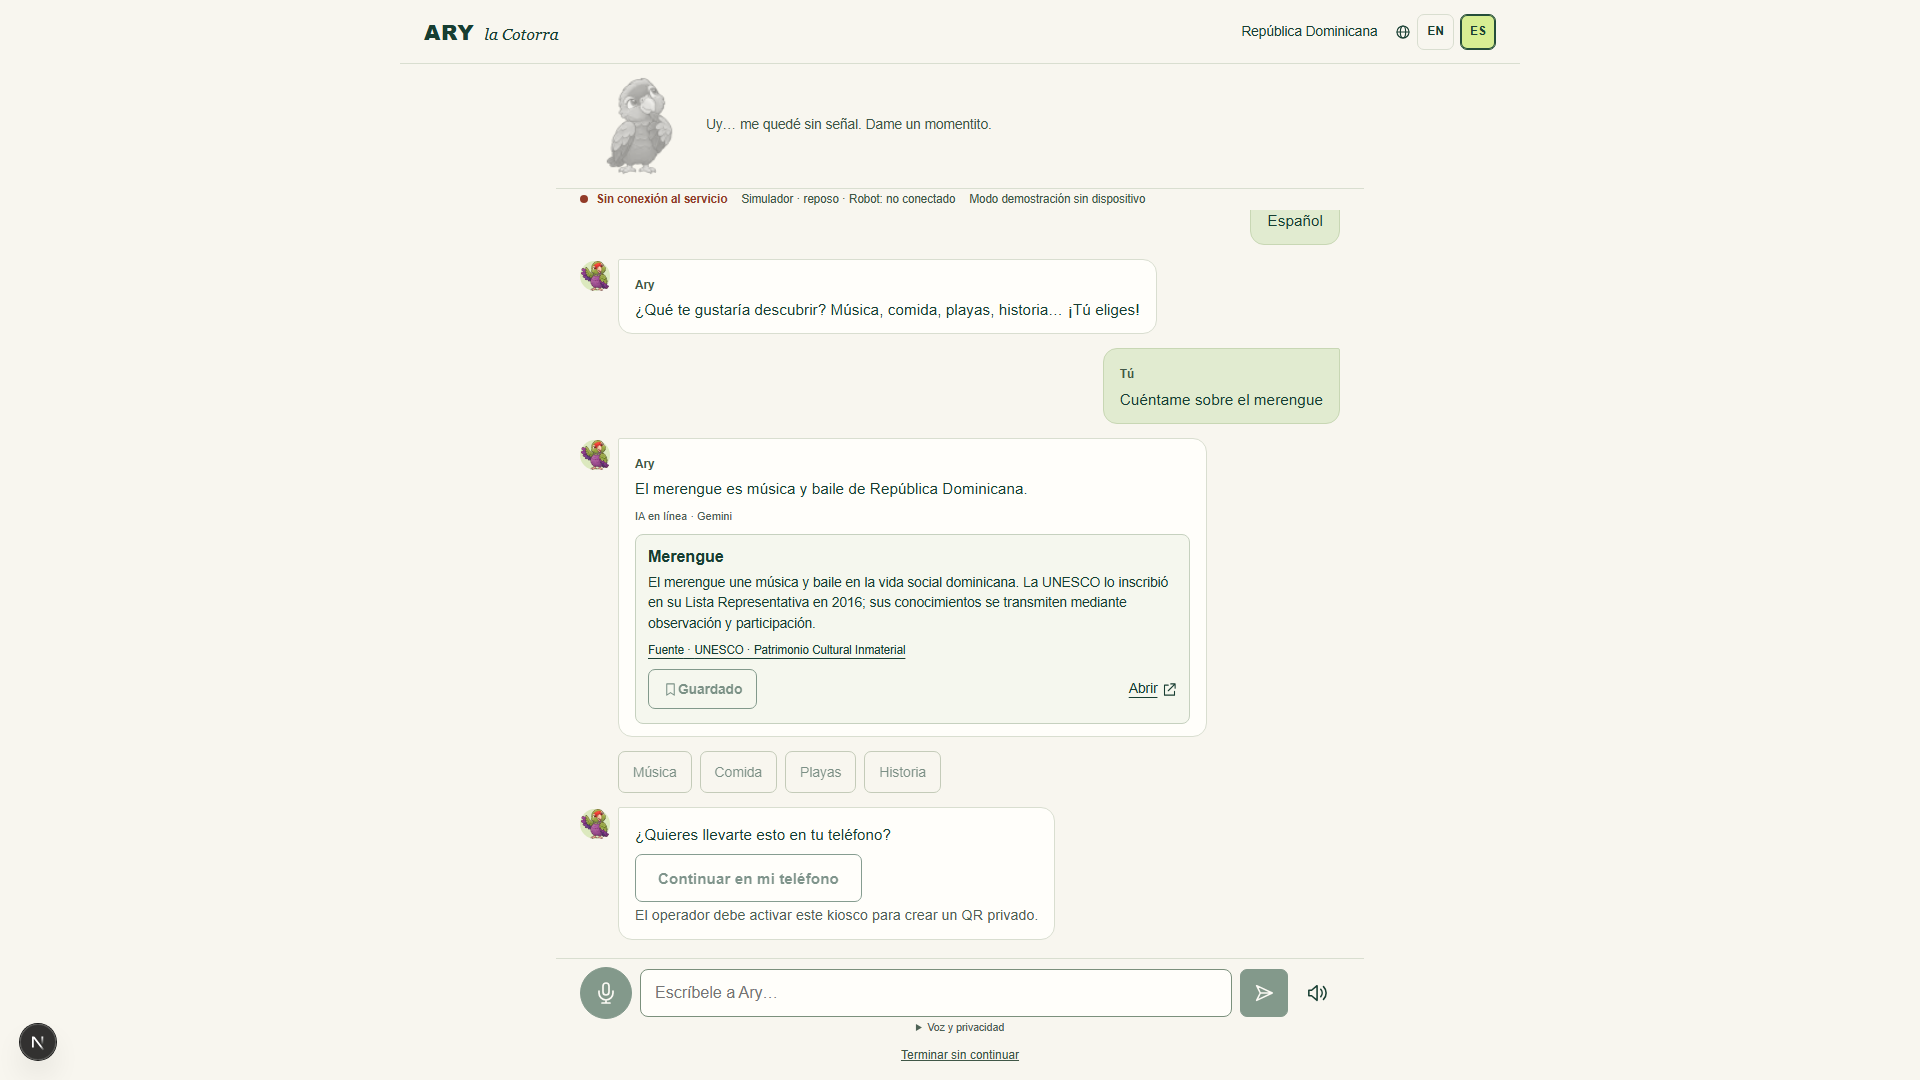 ARY la Cotorra
República Dominicana
EN
ES
Uy… me quedé sin señal. Dame un momentito.
Sin conexión al servicio Simulador · reposo · Robot: no conectado Modo demostración sin dispositivo
Español
Ary
¿Qué te gustaría descubrir? Música, comida, playas, historia… ¡Tú eliges!
Tú
Cuéntame sobre el merengue
Ary
El merengue es música y baile de República Dominicana.
IA en línea · Gemini
Merengue
El merengue une música y baile en la vida social dominicana. La UNESCO lo inscribió
en su Lista Representativa en 2016; sus conocimientos se transmiten mediante
observación y participación.
Fuente · UNESCO · Patrimonio Cultural Inmaterial
Guardado
Abrir
Música
Comida
Playas
Historia
¿Quieres llevarte esto en tu teléfono?
Continuar en mi teléfono
El operador debe activar este kiosco para crear un QR privado.
Escríbele a Ary…
Voz y privacidad
N
Terminar sin continuar